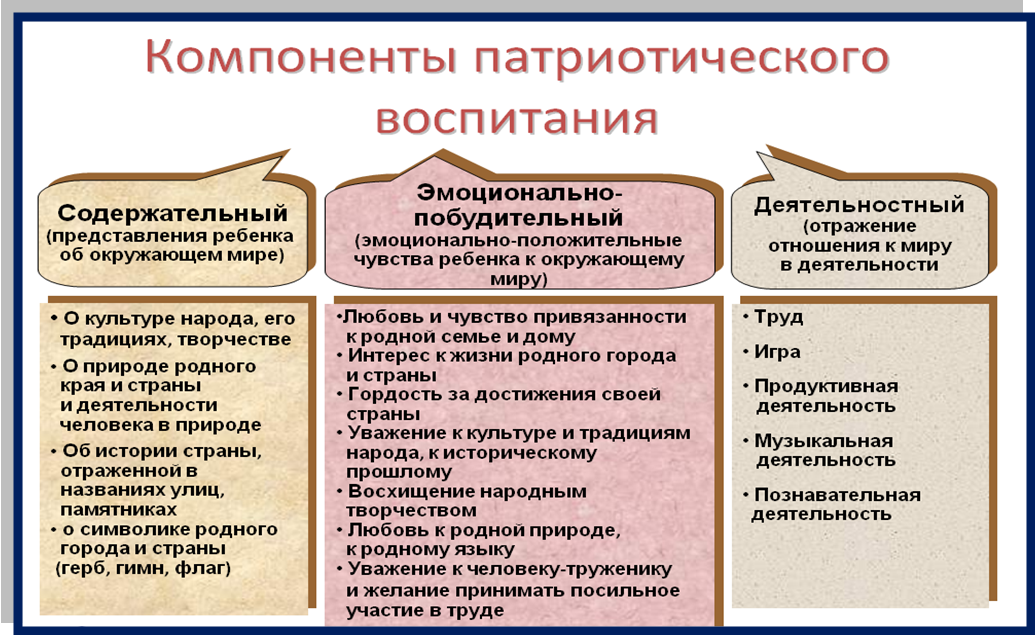 Компоненты патриотического
воспитания
Содержательный
(представления ребенка
об окружающем мире)
• О культуре народа, его
традициях, творчестве
• О природе родного
края и страны
и деятельности
человека в природе
• Об истории страны,
отраженной в
названиях улиц,
памятниках
• о символике родного
города и страны
(герб, гимн, флаг)
Эмоционально-
побудительный
(эмоционально-положительные
чувства ребенка к окружающему
миру)
•Любовь и чувство привязанности
к родной семье и дому
• Интерес к жизни родного города
и страны
• Гордость за достижения своей
страны
• Уважение к культуре и традициям
народа, к историческому
прошлому
• Восхищение народным
творчеством
• Любовь к родной природе,
к родному языку
• Уважение к человеку-труженику
и желание принимать посильное
участие в труде
Деятельностный
(отражение
отношения к миру
в деятельности
• Труд
• Игра
• Продуктивная
деятельность
• Музыкальная
деятельность
• Познавательная
деятельность